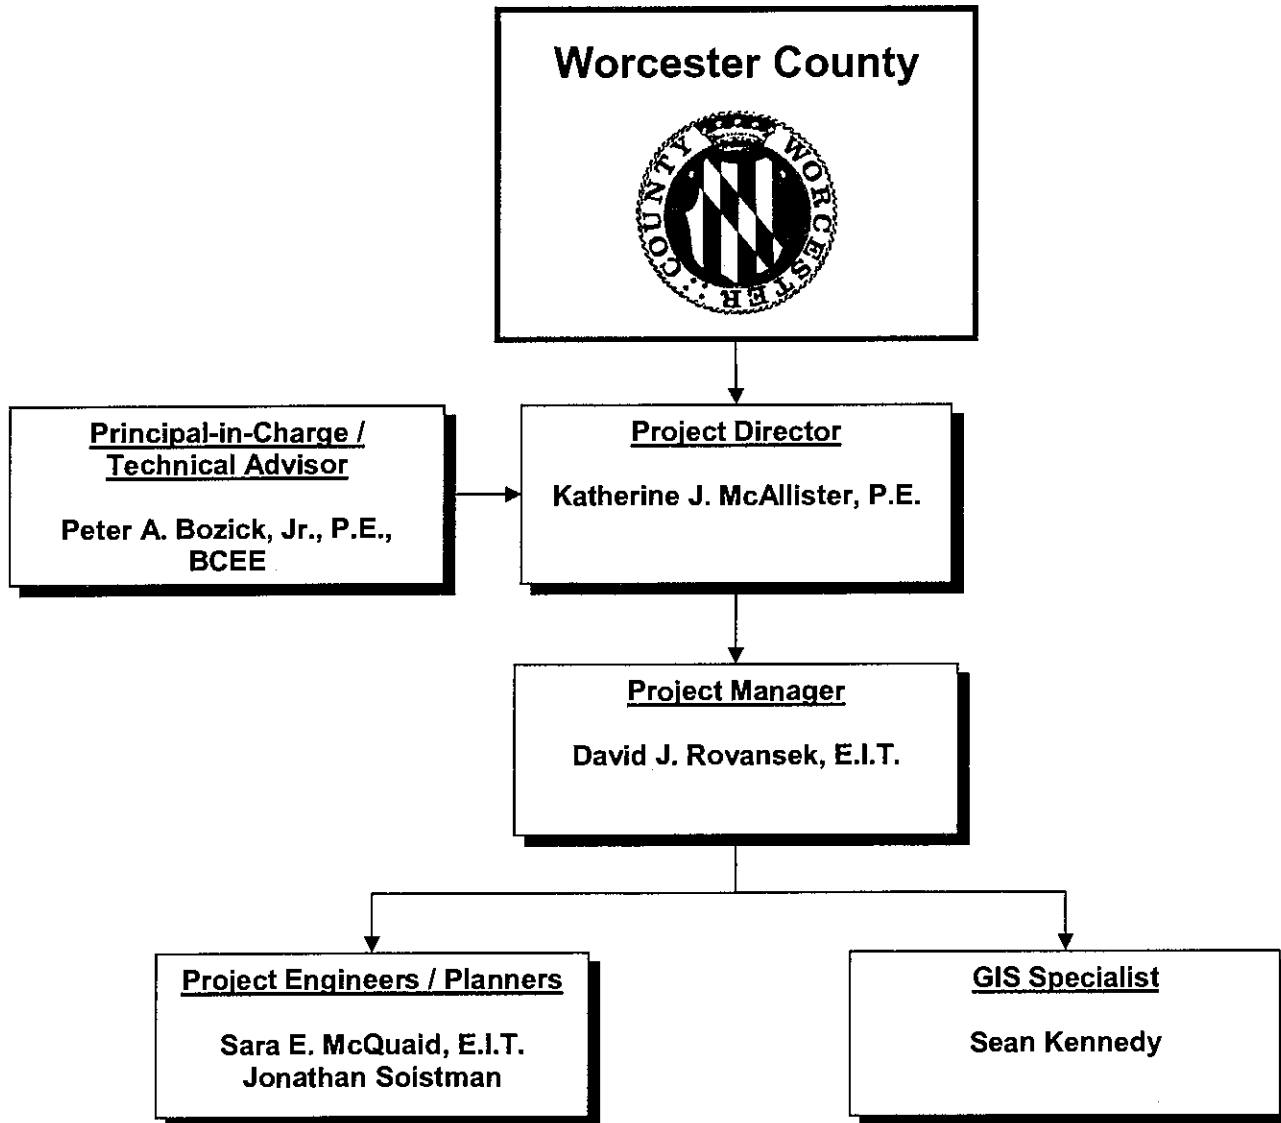 Worcester County
COUNTY WORCESTER
Principal-in-Charge /
Technical Advisor
Peter A. Bozick, Jr., P.E.,
BCEE
Project Director
Katherine J. McAllister, P.E.
Project Manager
David J. Rovansek, E.I.T.
Project Engineers / Planners
Sara E. McQuaid, E.I.T.
Jonathan Soistman
GIS Specialist
Sean Kennedy